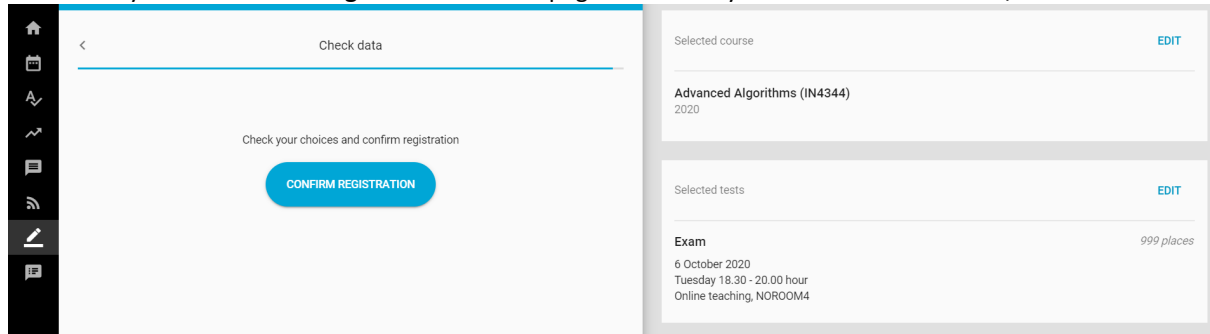 Check data
Check your choices and confirm registration
CONFIRM REGISTRATION
Selected course EDIT
Advanced Algorithms (IN4344)
2020
Selected tests EDIT
Exam 999 places
6 October 2020
Tuesday 18.30 - 20.00 hour
Online teaching, NOROOM4